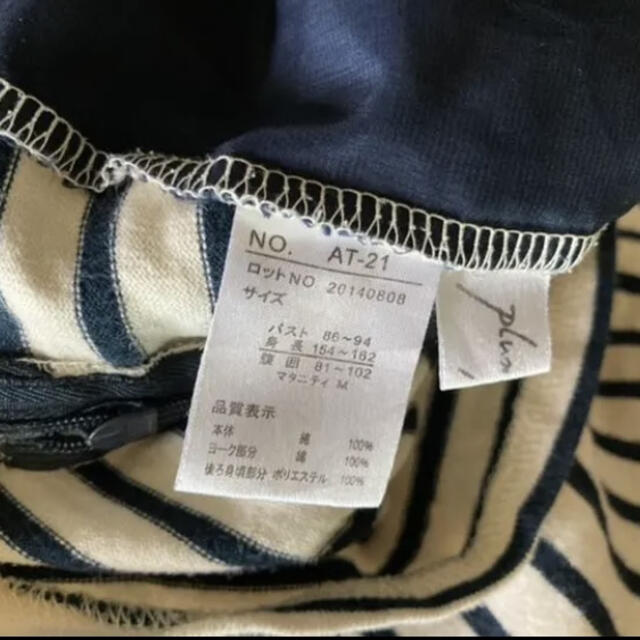 NO. AT-21
ロットNO 20140808
サイズ
バスト 86~94
身長 154~162
腹囲 81~102
マタニティ M
品質表示
本体 綿 100%
ヨーク部分 綿 100%
後ろ身頃部分 ポリエステル 100%
plus